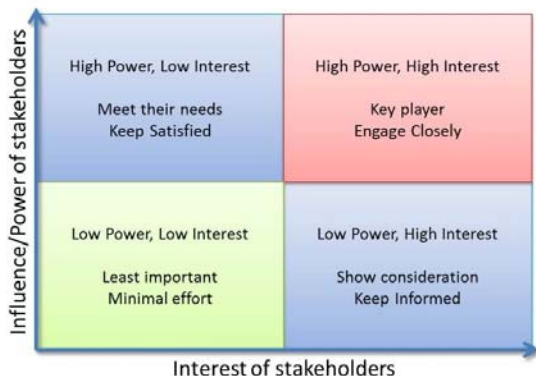 Influence/Power of stakeholders
High Power, Low Interest
Meet their needs
Keep Satisfied
High Power, High Interest
Key player
Engage Closely
Low Power, Low Interest
Least important
Minimal effort
Low Power, High Interest
Show consideration
Keep Informed
Interest of stakeholders